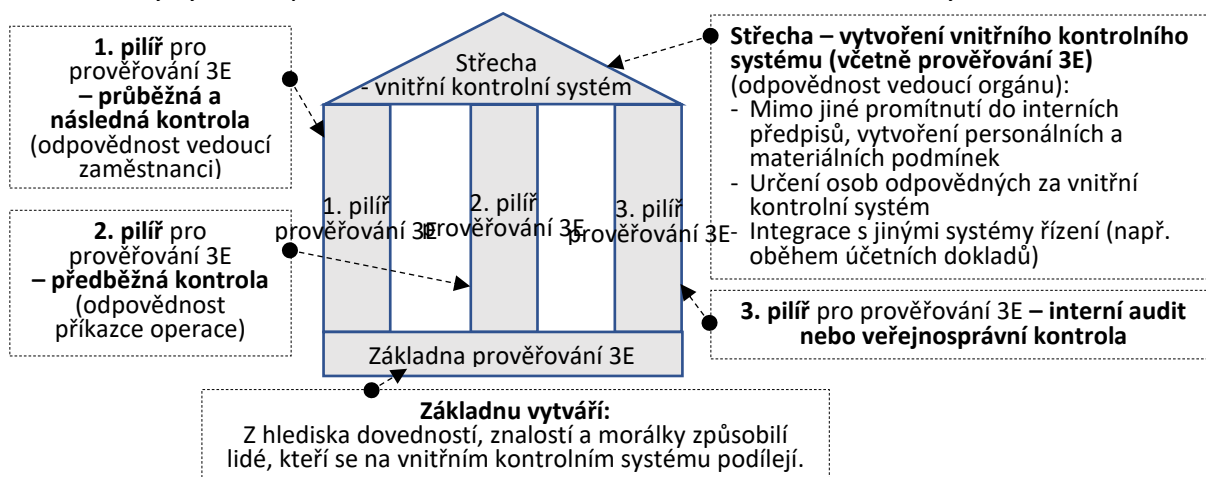 1. pilíř pro
prověřování 3E
– průběžná a
následná kontrola
(odpovědnost vedoucí
zaměstnanci)
2. pilíř pro
prověřování 3E
– předběžná kontrola
(odpovědnost
příkazce operace)
Střecha
- vnitřní kontrolní systém
1. pilíř
prověřování 3E
2. pilíř
prověřování 3E
3. pilíř
prověřování 3E
Základna prověřování 3E
Střecha – vytvoření vnitřního kontrolního
systému (včetně prověřování 3E)
(odpovědnost vedoucí orgánu):
- Mimo jiné promítnutí do interních
předpisů, vytvoření personálních a
materiálních podmínek
- Určení osob odpovědných za vnitřní
kontrolní systém
- Integrace s jinými systémy řízení (např.
oběhem účetních dokladů)
3. pilíř pro prověřování 3E – interní audit
nebo veřejnosprávní kontrola
Základnu vytváří:
Z hlediska dovedností, znalostí a morálky způsobilí
lidé, kteří se na vnitřním kontrolním systému podílejí.